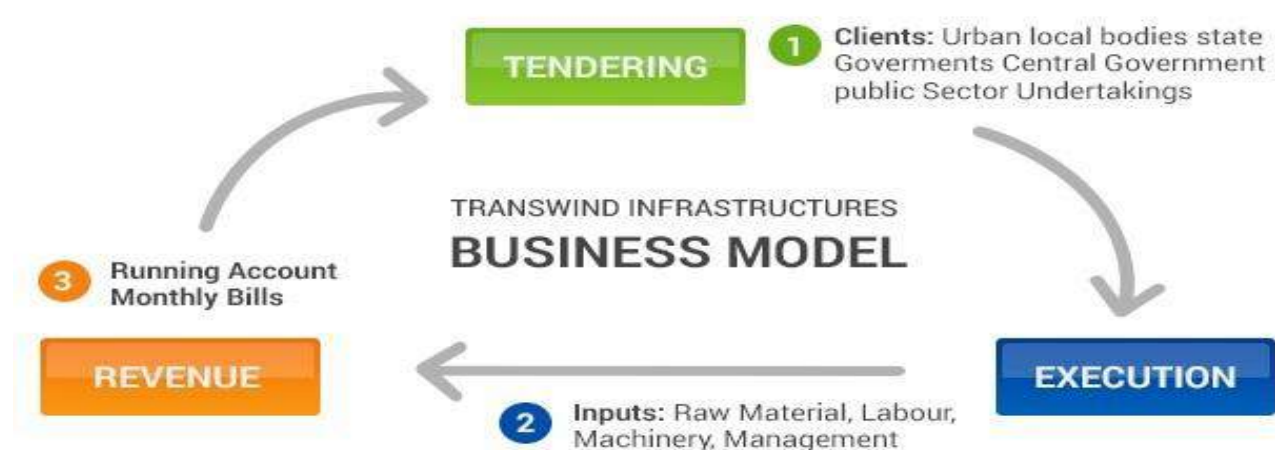 TENDERING
1
Clients: Urban local bodies state
Goverments Central Government
public Sector Undertakings
TRANSWIND INFRASTRUCTURES
BUSINESS MODEL
3
Running Account
Monthly Bills
REVENUE
EXECUTION
2
Inputs: Raw Material, Labour,
Machinery, Management